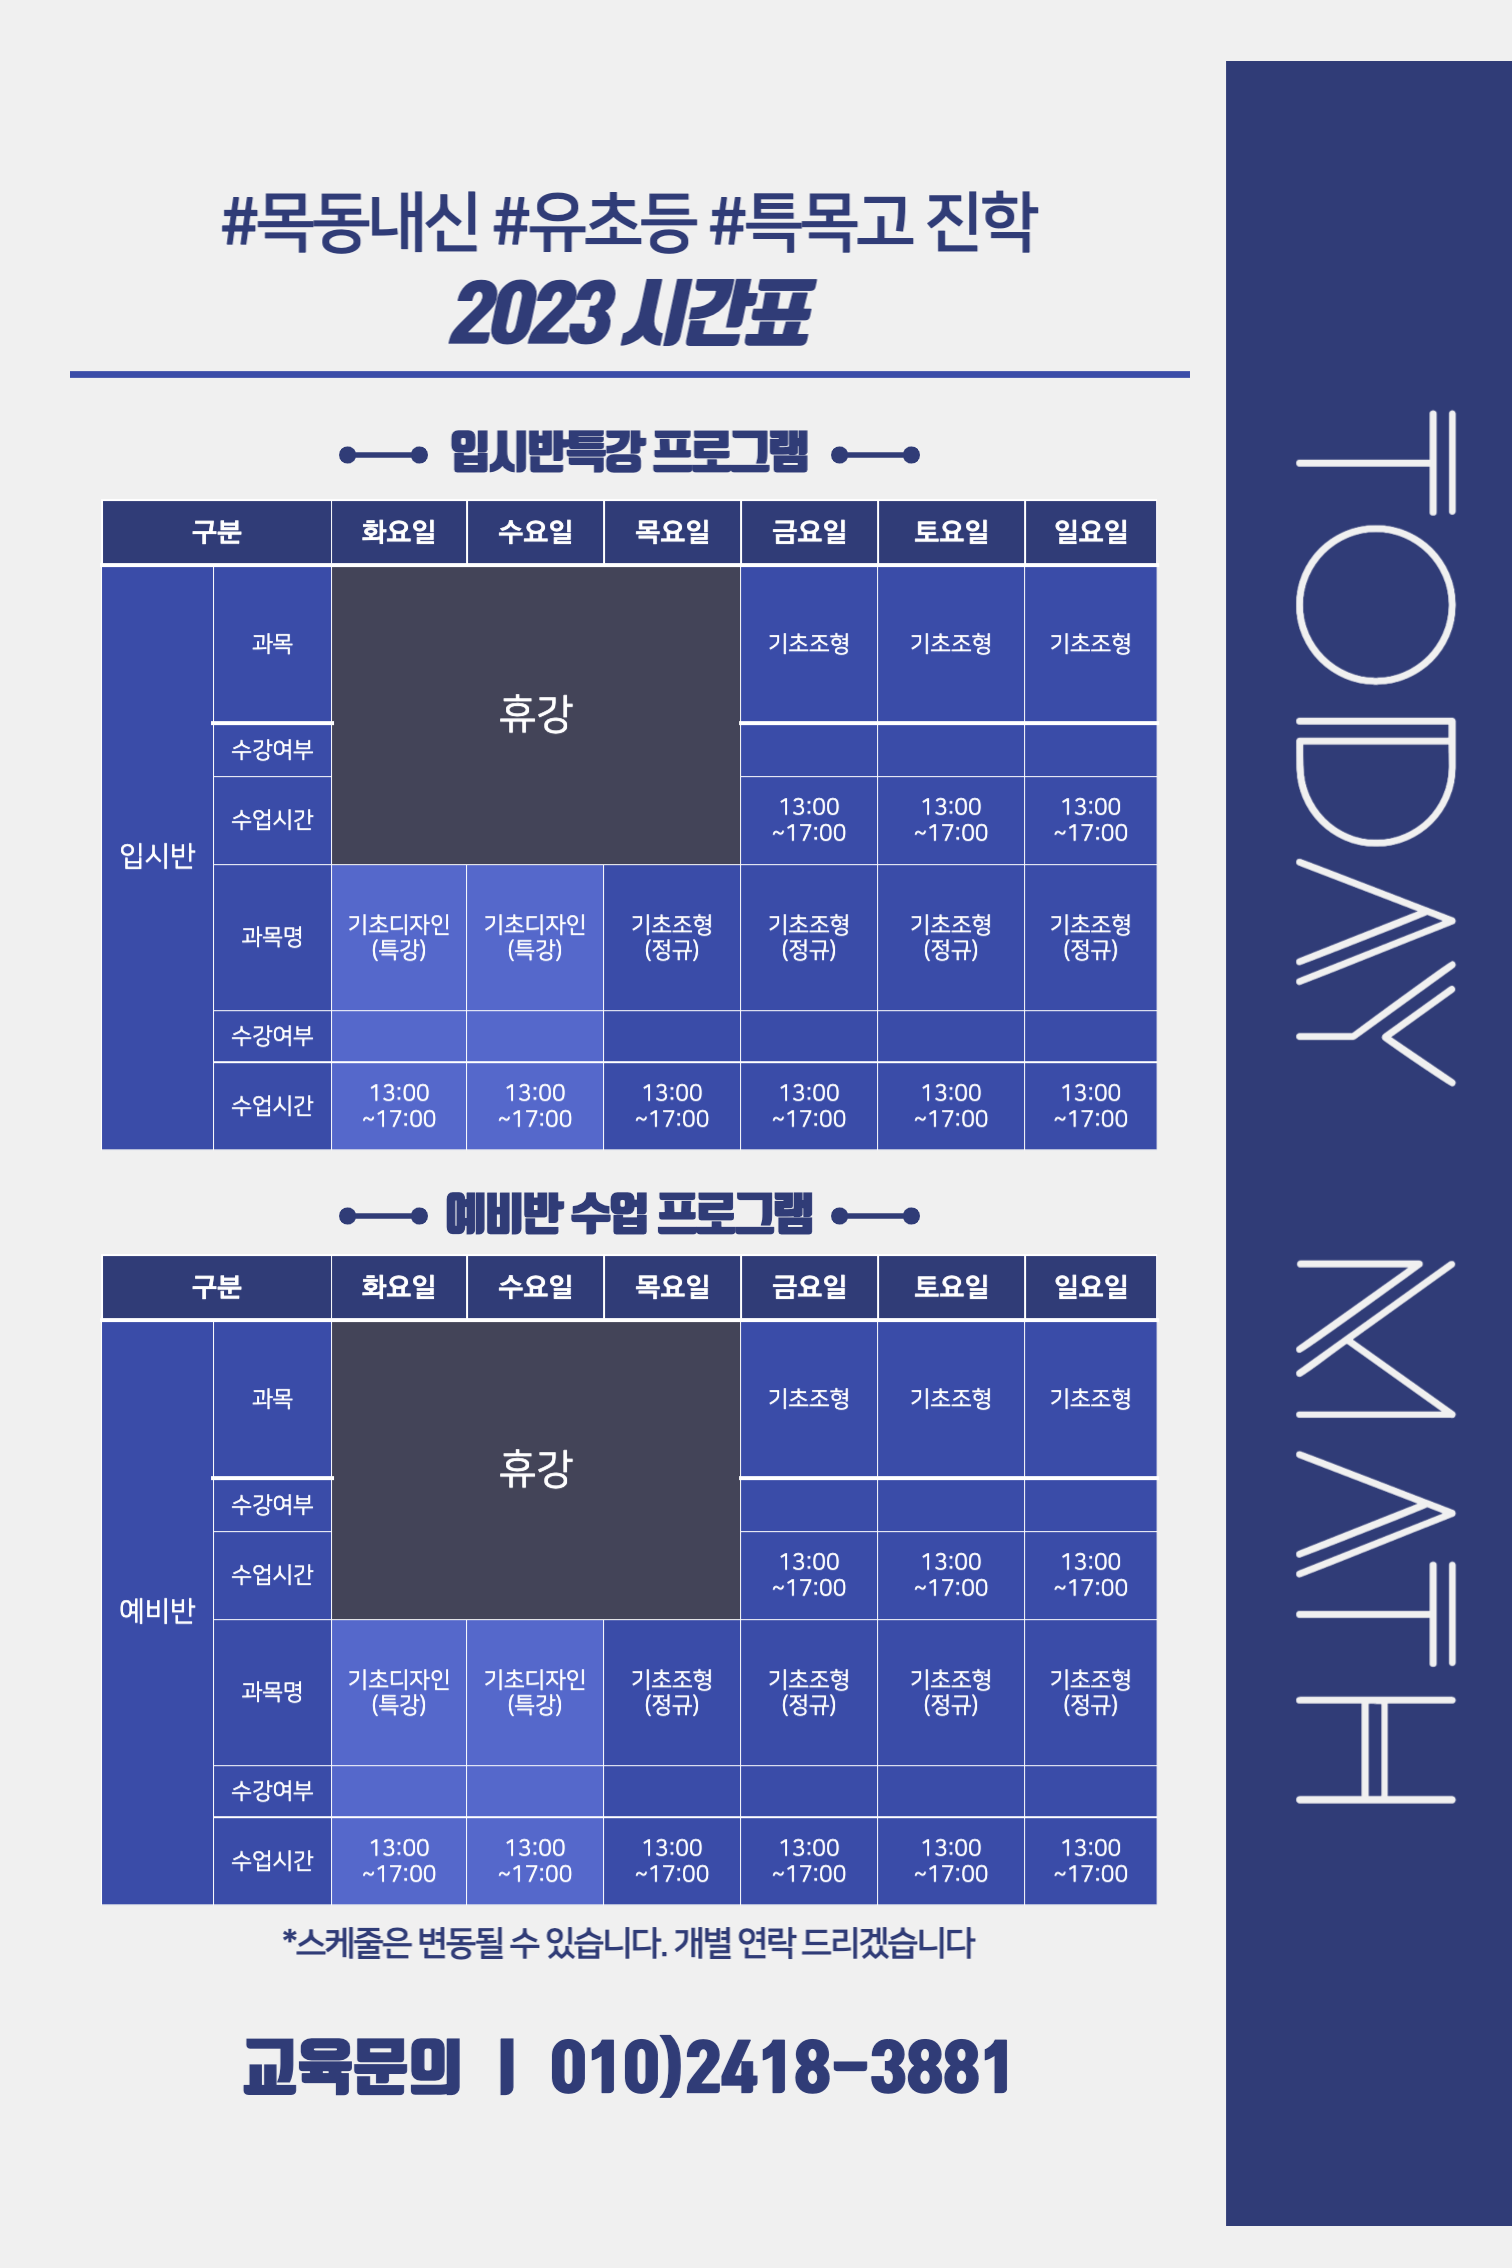 #목동내신 #유초등 #특목고 진학
2023 시간표
입시반특강 프로그램
구분 화요일 수요일 목요일 금요일 토요일 일요일
입시반
과목 휴강 기초조형 기초조형 기초조형
수강여부
수업시간 13:00 ~17:00 13:00 ~17:00 13:00 ~17:00
과목명 기초디자인 (특강) 기초디자인 (특강) 기초조형 (정규) 기초조형 (정규) 기초조형 (정규) 기초조형 (정규)
수강여부
수업시간 13:00 ~17:00 13:00 ~17:00 13:00 ~17:00 13:00 ~17:00 13:00 ~17:00 13:00 ~17:00
예비반 수업 프로그램
구분 화요일 수요일 목요일 금요일 토요일 일요일
예비반
과목 휴강 기초조형 기초조형 기초조형
수강여부
수업시간 13:00 ~17:00 13:00 ~17:00 13:00 ~17:00
과목명 기초디자인 (특강) 기초디자인 (특강) 기초조형 (정규) 기초조형 (정규) 기초조형 (정규) 기초조형 (정규)
수강여부
수업시간 13:00 ~17:00 13:00 ~17:00 13:00 ~17:00 13:00 ~17:00 13:00 ~17:00 13:00 ~17:00
*스케줄은 변동될 수 있습니다. 개별 연락 드리겠습니다
교육문의 | 010)2418-3881
TODAY MATH